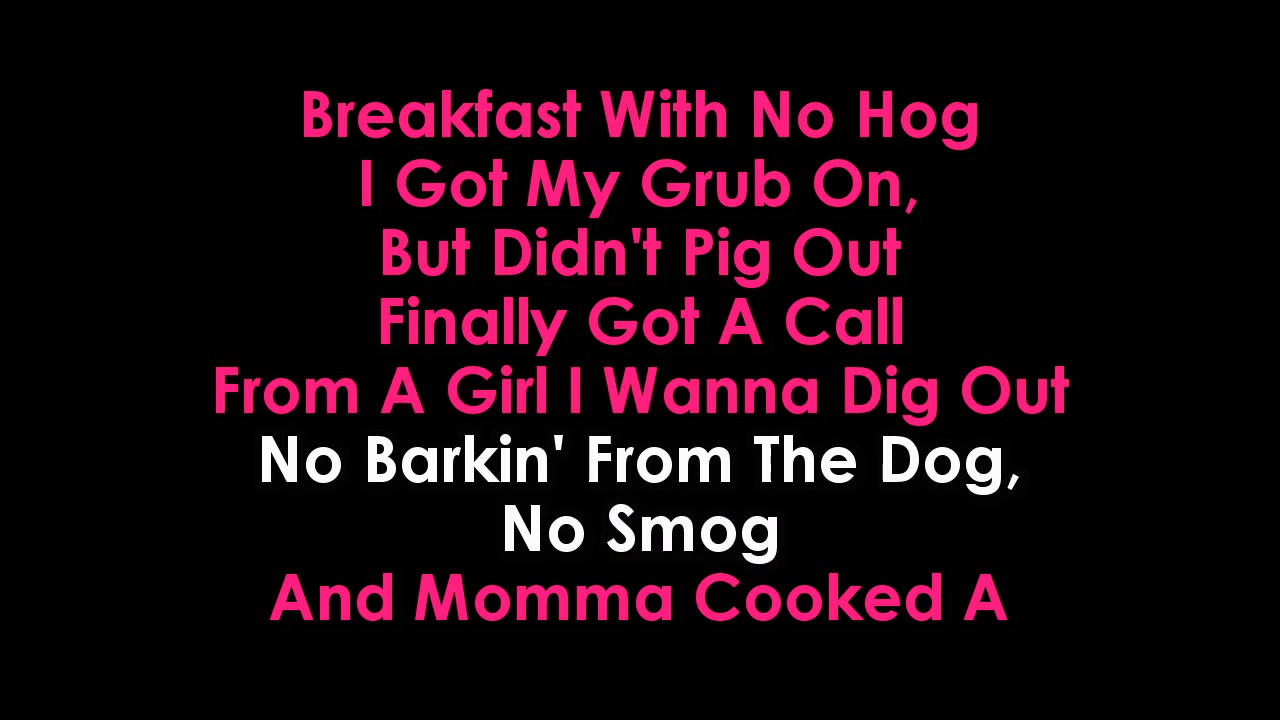 Breakfast With No Hog
I Got My Grub On,
But Didn't Pig Out
Finally Got A Call
From A Girl I Wanna Dig Out
No Barkin' From The Dog,
No Smog
And Momma Cooked A